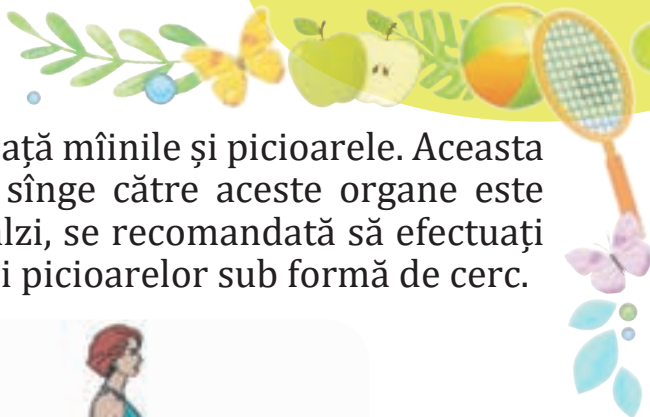 ață mîinile și picioarele. Aceasta
sînge către aceste organe este
lzi, se recomandată să efectuați
i picioarelor sub formă de cerc.